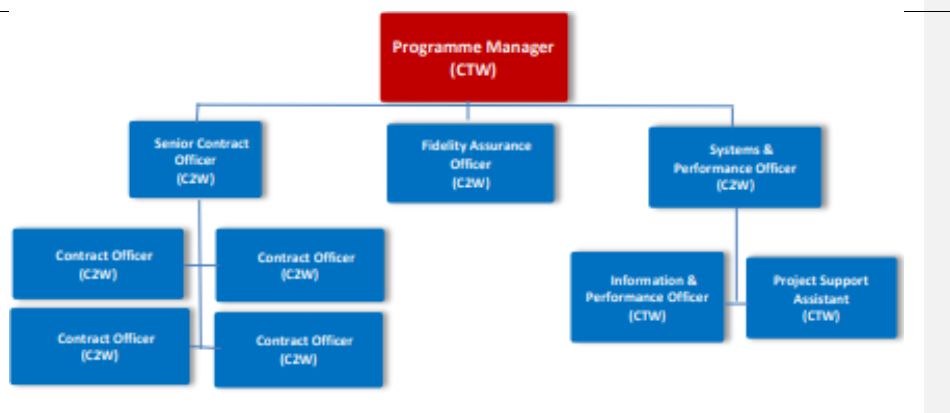 Programme Manager
(CTW)
Senior Contract
Officer
(C2W)
Fidelity Assurance
Officer
(C2W)
Systems &
Performance Officer
(C2W)
Contract Officer
(C2W)
Contract Officer
(C2W)
Contract Officer
(C2W)
Contract Officer
(C2W)
Information &
Performance Officer
(CTW)
Project Support
Assistant
(CTW)